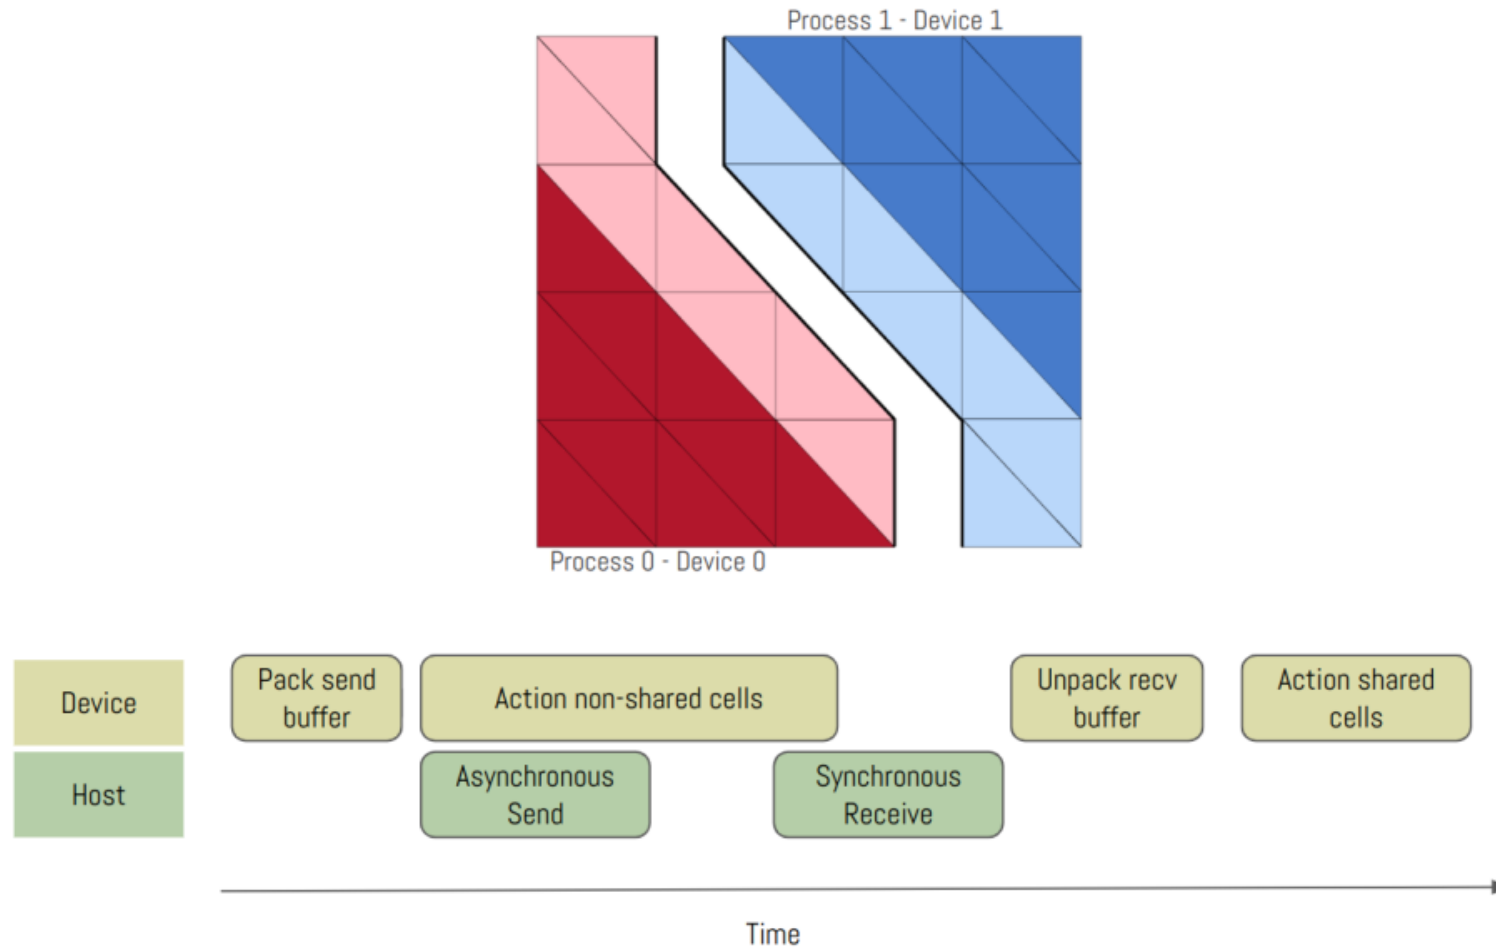 Process 1 - Device 1
Process 0 - Device 0
Device
Pack send
buffer
Action non-shared cells
Unpack recv
buffer
Action shared
cells
Host
Asynchronous
Send
Synchronous
Receive
Time